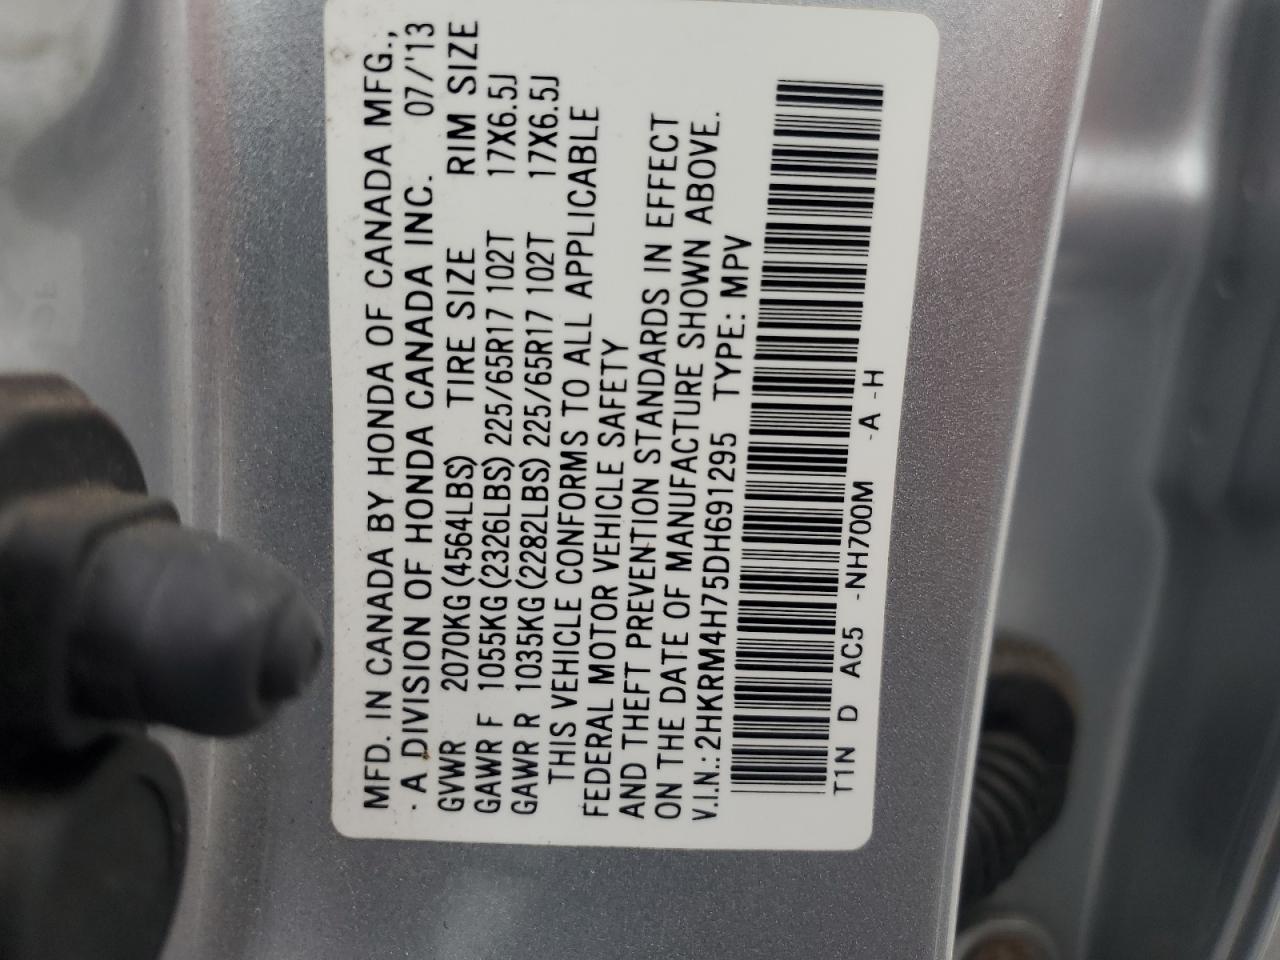 MFD. IN CANADA BY HONDA OF CANADA MFG.,
· A DIVISION OF HONDA CANADA INC. 07/'13
GVWR 2070KG(4564LBS) TIRE SIZE RIM SIZE
GAWR F 1055KG(2326LBS) 225/65R17 102T 17X6.5J
GAWR R 1035KG(2282LBS) 225/65R17 102T 17X6.5J
THIS VEHICLE CONFORMS TO ALL APPLICABLE
FEDERAL MOTOR VEHICLE SAFETY
AND THEFT PREVENTION STANDARDS IN EFFECT
ON THE DATE OF MANUFACTURE SHOWN ABOVE.
V.I.N.: 2HKRM4H75DH691295 TYPE: MPV
T1N D AC5 -NH700M -A -H